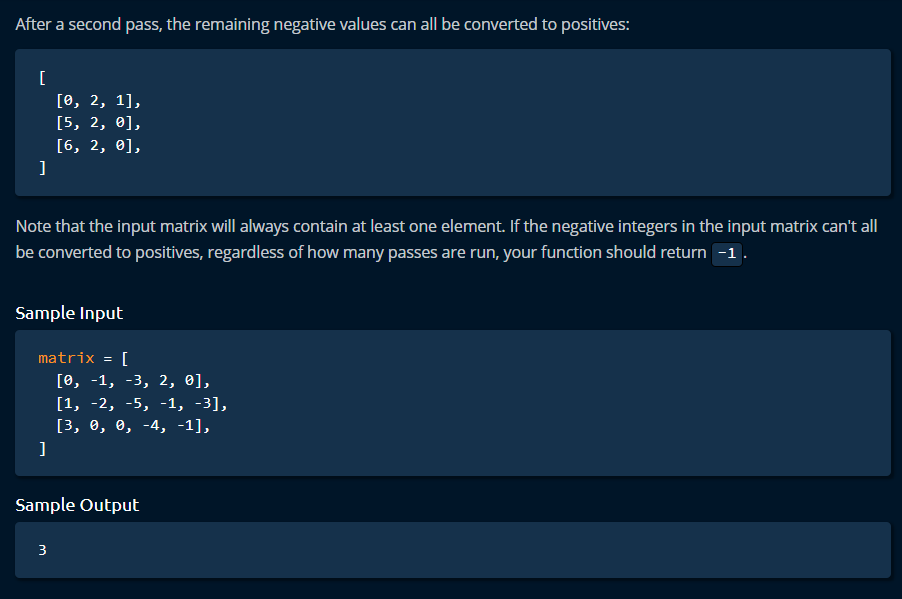 After a second pass, the remaining negative values can all be converted to positives:
[
  [0, 2, 1],
  [5, 2, 0],
  [6, 2, 0],
]
Note that the input matrix will always contain at least one element. If the negative integers in the input matrix can't all
be converted to positives, regardless of how many passes are run, your function should return -1.
Sample Input
matrix = [
  [0, -1, -3, 2, 0],
  [1, -2, -5, -1, -3],
  [3, 0, 0, -4, -1],
]
Sample Output
3